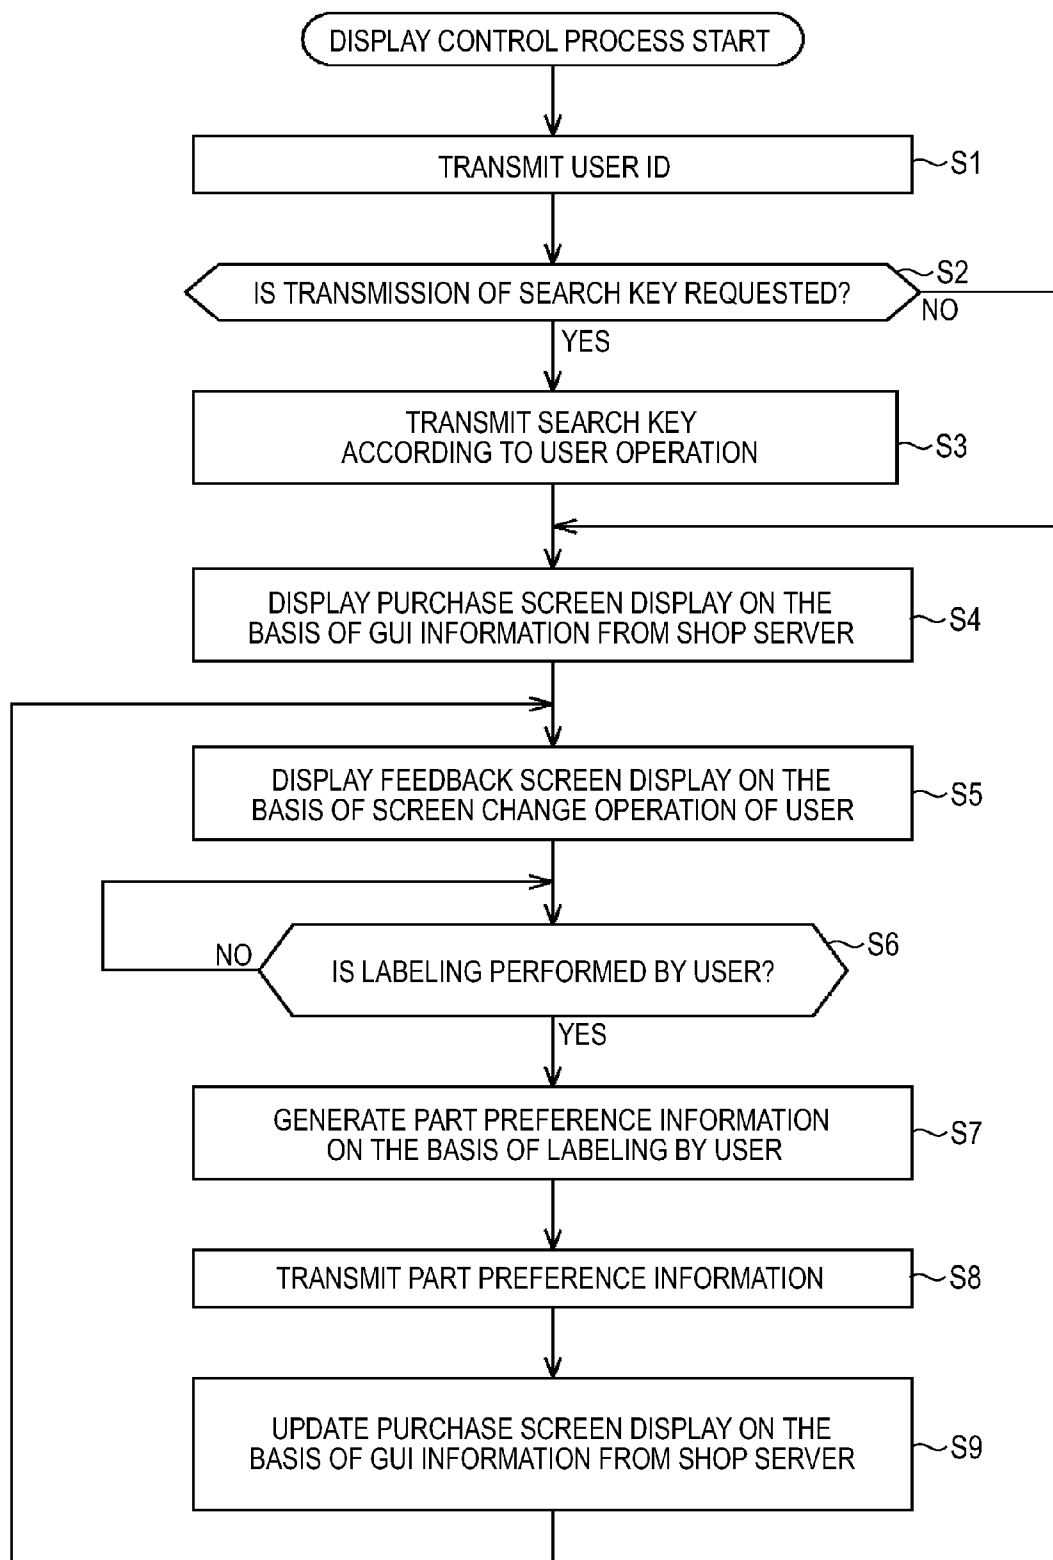 DISPLAY CONTROL PROCESS START
TRANSMIT USER ID
S1
IS TRANSMISSION OF SEARCH KEY REQUESTED?
S2
NO
YES
TRANSMIT SEARCH KEY
ACCORDING TO USER OPERATION
S3
DISPLAY PURCHASE SCREEN DISPLAY ON THE
BASIS OF GUI INFORMATION FROM SHOP SERVER
S4
DISPLAY FEEDBACK SCREEN DISPLAY ON THE
BASIS OF SCREEN CHANGE OPERATION OF USER
S5
NO
IS LABELING PERFORMED BY USER?
S6
YES
GENERATE PART PREFERENCE INFORMATION
ON THE BASIS OF LABELING BY USER
S7
TRANSMIT PART PREFERENCE INFORMATION
S8
UPDATE PURCHASE SCREEN DISPLAY ON THE
BASIS OF GUI INFORMATION FROM SHOP SERVER
S9